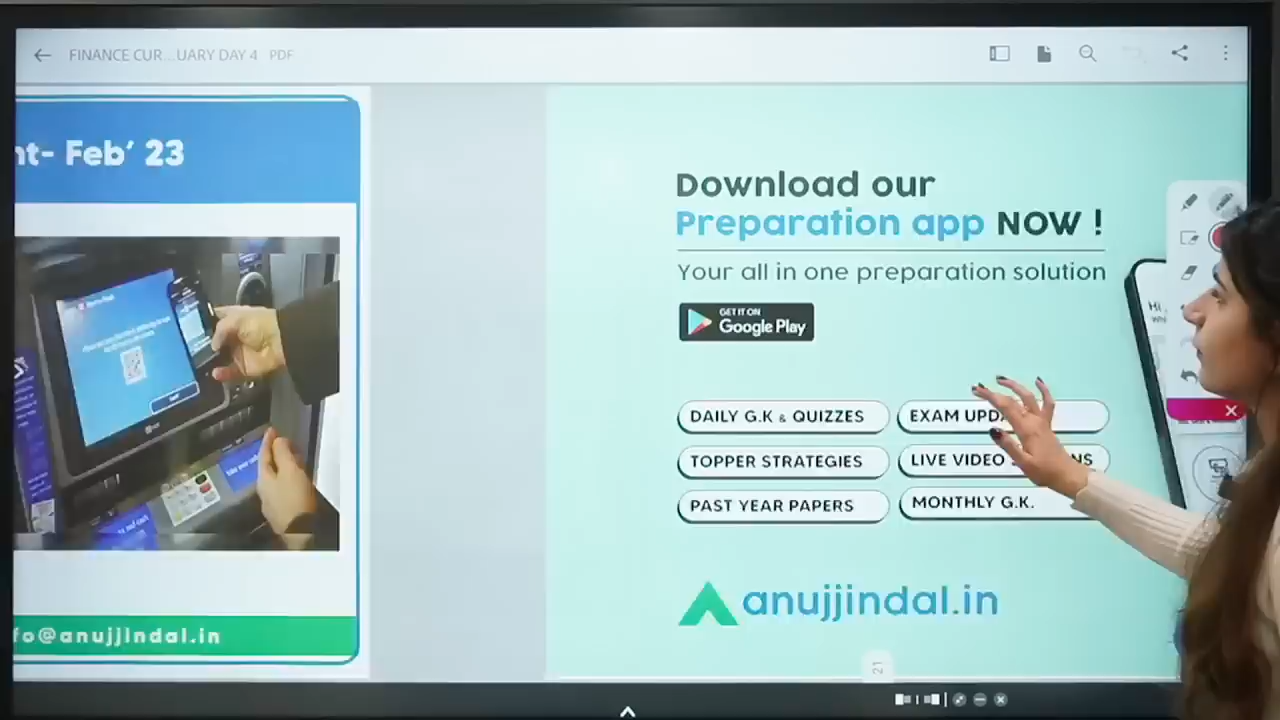 FINANCE CUR...UARY DAY 4 PDF
nt- Feb' 23
fo@anujjindal.in
Download our
Preparation app NOW !
Your all in one preparation solution
GET IT ON
Google Play
DAILY G.K & QUIZZES
EXAM UPD
TOPPER STRATEGIES
LIVE VIDEO S NS
PAST YEAR PAPERS
MONTHLY G.K.
anujjindal.in
Hi,
21